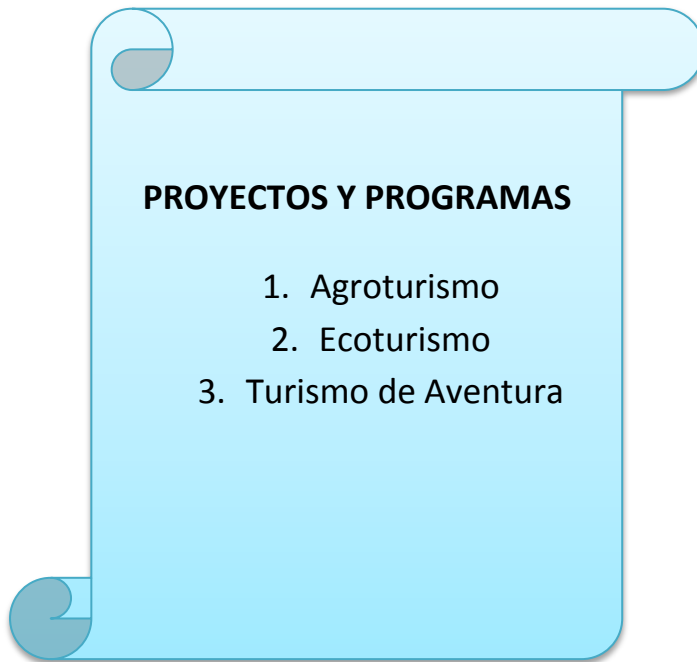 PROYECTOS Y PROGRAMAS
1. Agroturismo
2. Ecoturismo
3. Turismo de Aventura